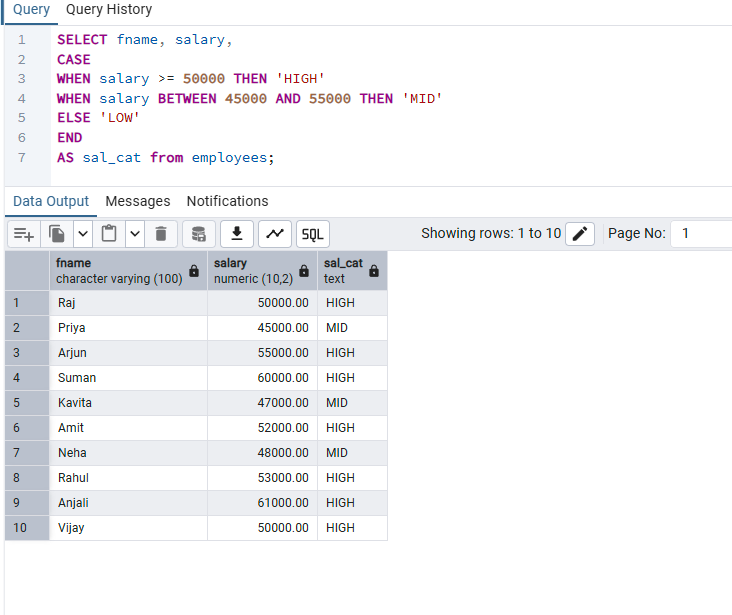 Query Query History
1 SELECT fname, salary,
2 CASE
3 WHEN salary >= 50000 THEN 'HIGH'
4 WHEN salary BETWEEN 45000 AND 55000 THEN 'MID'
5 ELSE 'LOW'
6 END
7 AS sal_cat from employees;
Data Output Messages Notifications
SQL Showing rows: 1 to 10 Page No: 1
fname salary sal_cat
character varying (100) numeric (10,2) text
1 Raj 50000.00 HIGH
2 Priya 45000.00 MID
3 Arjun 55000.00 HIGH
4 Suman 60000.00 HIGH
5 Kavita 47000.00 MID
6 Amit 52000.00 HIGH
7 Neha 48000.00 MID
8 Rahul 53000.00 HIGH
9 Anjali 61000.00 HIGH
10 Vijay 50000.00 HIGH